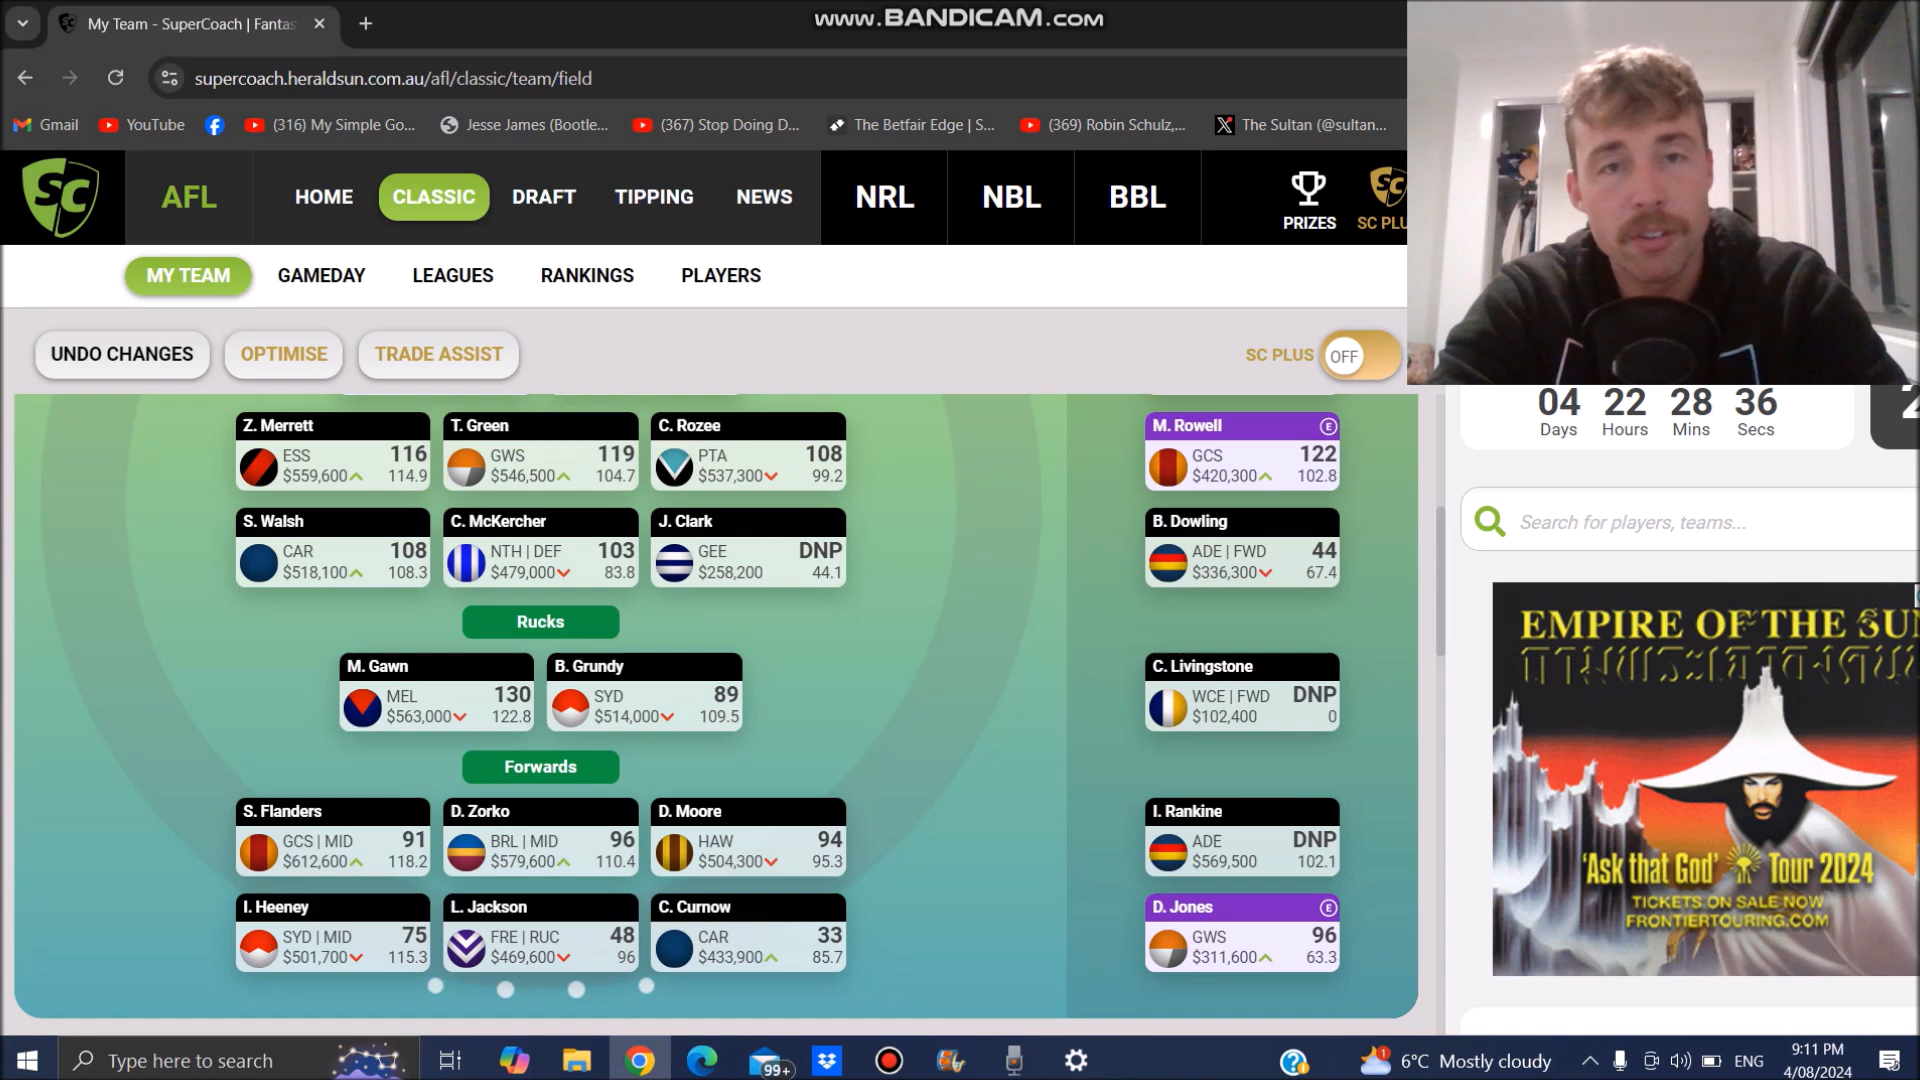 www.BANDICAM.com
My Team - SuperCoach | Fantas
supercoach.heraldsun.com.au/afl/classic/team/field
Gmail YouTube (316) My Simple Go... Jesse James (Bootle... (367) Stop Doing D... The Betfair Edge | S... (369) Robin Schulz,... The Sultan (@sultan...
SC AFL HOME CLASSIC DRAFT TIPPING NEWS NRL NBL BBL PRIZES SC PLU
MY TEAM GAMEDAY LEAGUES RANKINGS PLAYERS
UNDO CHANGES OPTIMISE TRADE ASSIST SC PLUS OFF
04 22 28 36
Days Hours Mins Secs
Z. Merrett T. Green C. Rozee M. Rowell E
ESS 116 GWS 119 PTA 108 GCS 122
$559,600 114.9 $546,500 104.7 $537,300 99.2 $420,300 102.8
S. Walsh C. McKercher J. Clark B. Dowling
CAR 108 NTH | DEF 103 GEE DNP ADE | FWD 44
$518,100 108.3 $479,000 83.8 $258,200 44.1 $336,300 67.4
Search for players, teams...
Rucks
M. Gawn B. Grundy C. Livingstone
MEL 130 SYD 89 WCE | FWD DNP
$563,000 122.8 $514,000 109.5 $102,400 0
Forwards
S. Flanders D. Zorko D. Moore I. Rankine
GCS | MID 91 BRL | MID 96 HAW 94 ADE DNP
$612,600 118.2 $579,600 110.4 $504,300 95.3 $569,500 102.1
I. Heeney L. Jackson C. Curnow D. Jones E
SYD | MID 75 FRE | RUC 48 CAR 33 GWS 96
$501,700 115.3 $469,600 96 $433,900 85.7 $311,600 63.3
EMPIRE OF THE SUN
'Ask that God' Tour 2024
TICKETS ON SALE NOW
FRONTIERTOURING.COM
Type here to search 99+ 1 6°C Mostly cloudy ENG 9:11 PM
4/08/2024